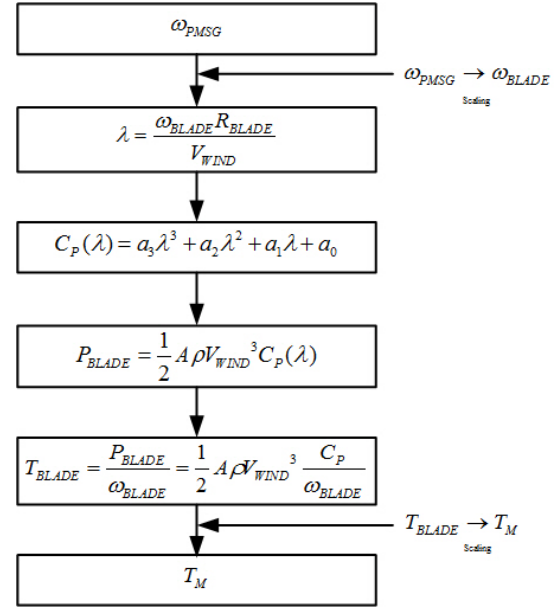 ω_PMSG
ω_PMSG → ω_BLADE
Scaling
λ = ω_BLADE R_BLADE / V_WIND
C_P(λ) = a_3λ^3 + a_2λ^2 + a_1λ + a_0
P_BLADE = 1/2 AρV_WIND^3 C_P(λ)
T_BLADE = P_BLADE / ω_BLADE = 1/2 AρV_WIND^3 C_P / ω_BLADE
T_BLADE → T_M
Scaling
T_M